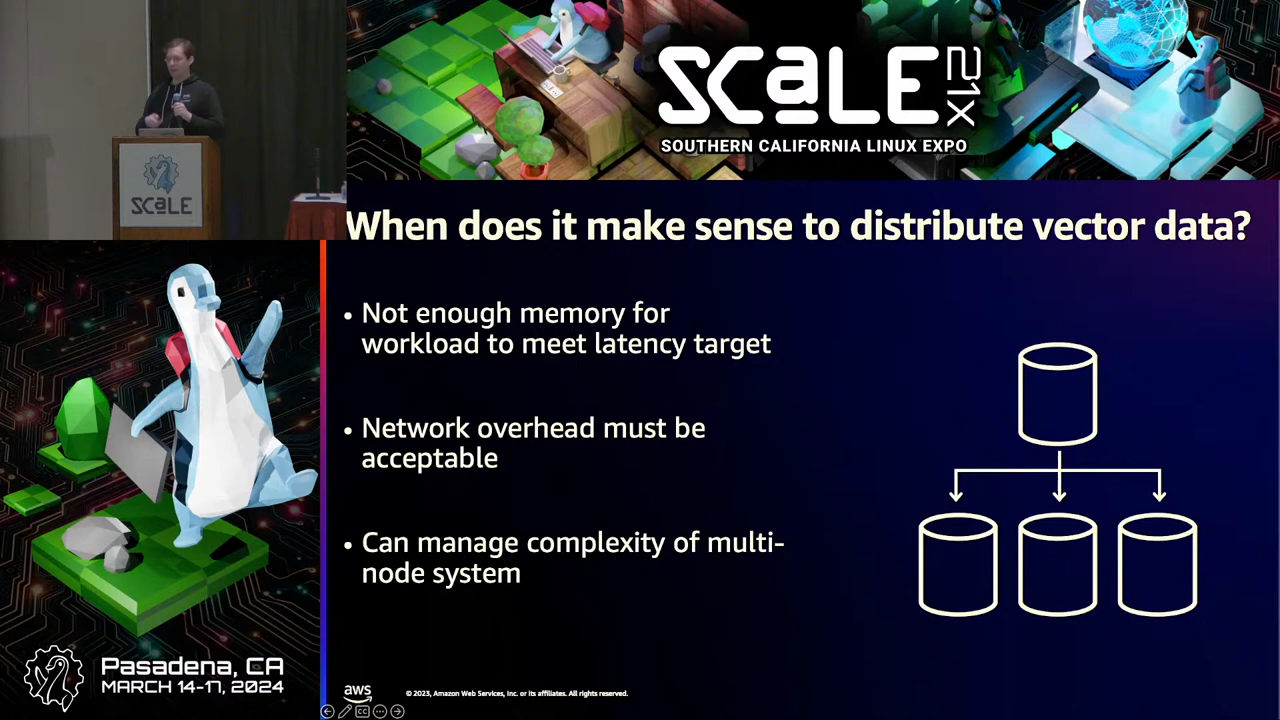 SCaLE 21x
SOUTHERN CALIFORNIA LINUX EXPO
SCaLE
When does it make sense to distribute vector data?
• Not enough memory for
workload to meet latency target
• Network overhead must be
acceptable
• Can manage complexity of multi-
node system
Pasadena, CA
MARCH 14-17, 2024
aws
© 2023, Amazon Web Services, Inc. or its affiliates. All rights reserved.
CC